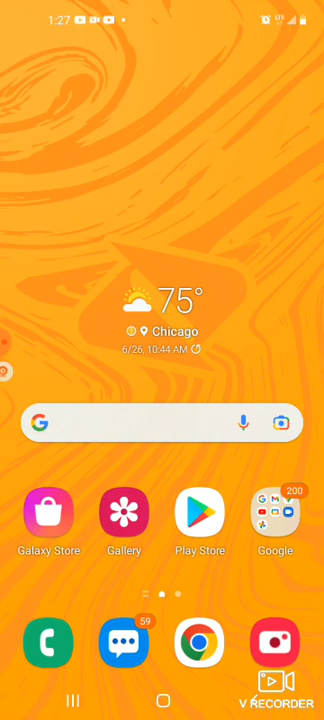 1:27
LTE
75°
Chicago
6/26, 10:44 AM
200
Galaxy Store
Gallery
Play Store
Google
59
V RECORDER